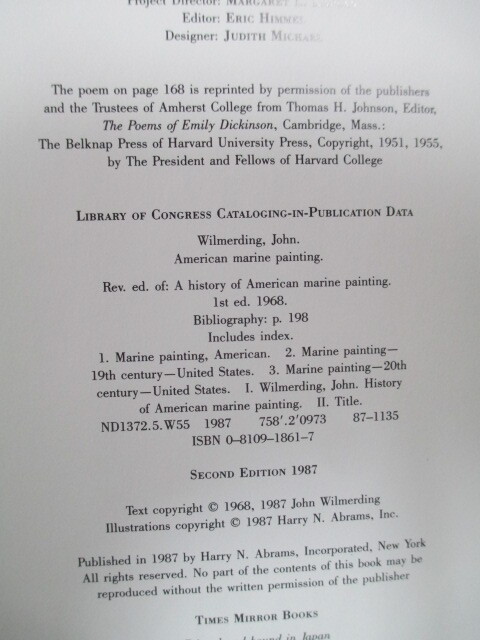 Project Director: MARGARET L.
Editor: ERIC HIMMEL
Designer: JUDITH MICHAEL
The poem on page 168 is reprinted by permission of the publishers
and the Trustees of Amherst College from Thomas H. Johnson, Editor,
The Poems of Emily Dickinson, Cambridge, Mass.:
The Belknap Press of Harvard University Press, Copyright, 1951, 1955,
by The President and Fellows of Harvard College
LIBRARY OF CONGRESS CATALOGING-IN-PUBLICATION DATA
Wilmerding, John.
American marine painting.
Rev. ed. of: A history of American marine painting.
1st ed. 1968.
Bibliography: p. 198
Includes index.
1. Marine painting, American. 2. Marine painting—
19th century—United States. 3. Marine painting—20th
century—United States. I. Wilmerding, John. History
of American marine painting. II. Title.
ND1372.5.W55 1987 758′.2′0973 87–1135
ISBN 0–8109–1861–7
SECOND EDITION 1987
Text copyright © 1968, 1987 John Wilmerding
Illustrations copyright © 1987 Harry N. Abrams, Inc.
Published in 1987 by Harry N. Abrams, Incorporated, New York
All rights reserved. No part of the contents of this book may be
reproduced without the written permission of the publisher
TIMES MIRROR BOOKS
bound in Japan